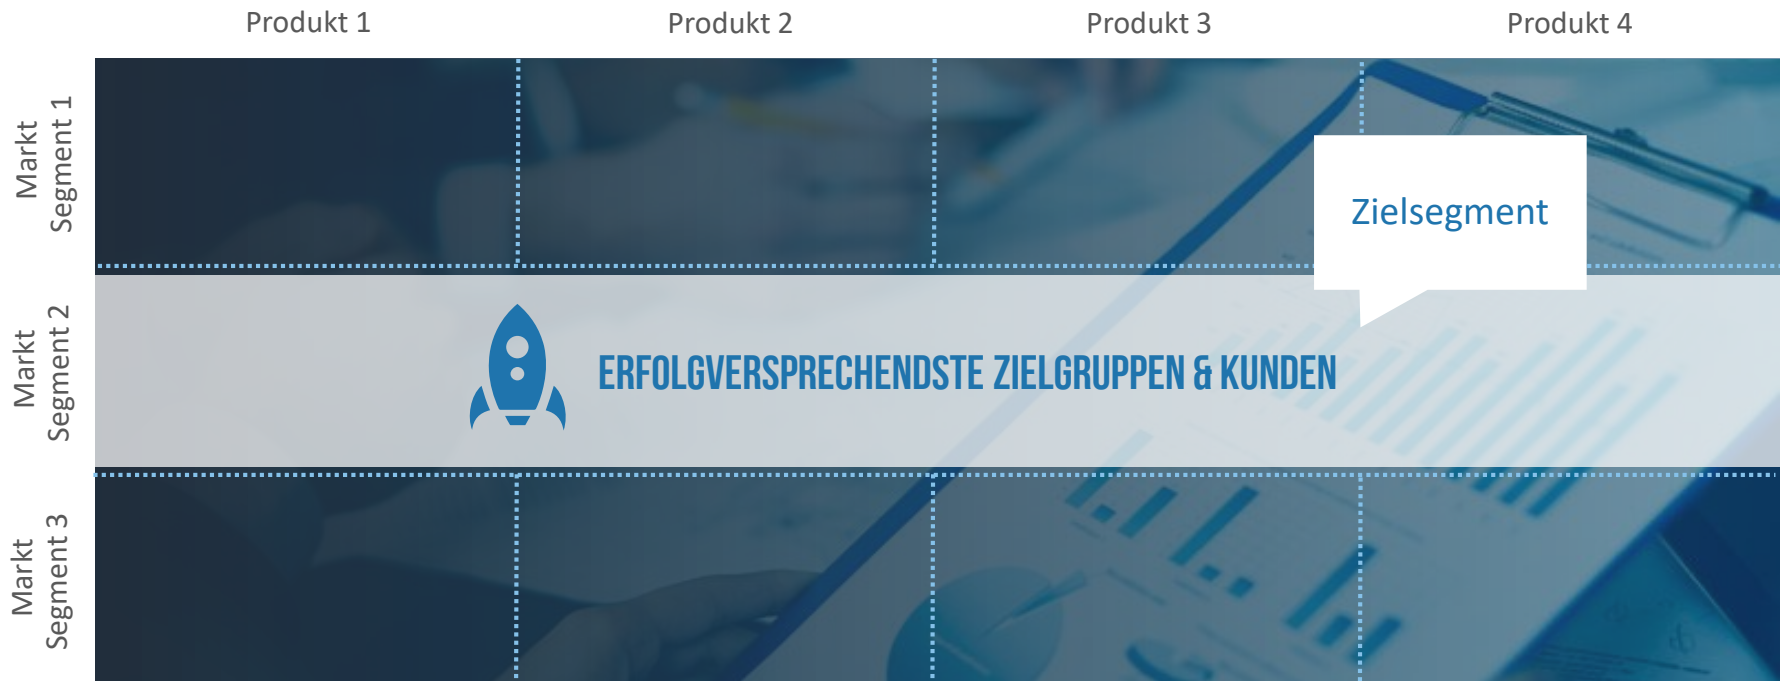 Produkt 1
Produkt 2
Produkt 3
Produkt 4
Markt
Segment 1
Zielsegment
Markt
Segment 2
ERFOLGVERSPRECHENDSTE ZIELGRUPPEN & KUNDEN
Markt
Segment 3